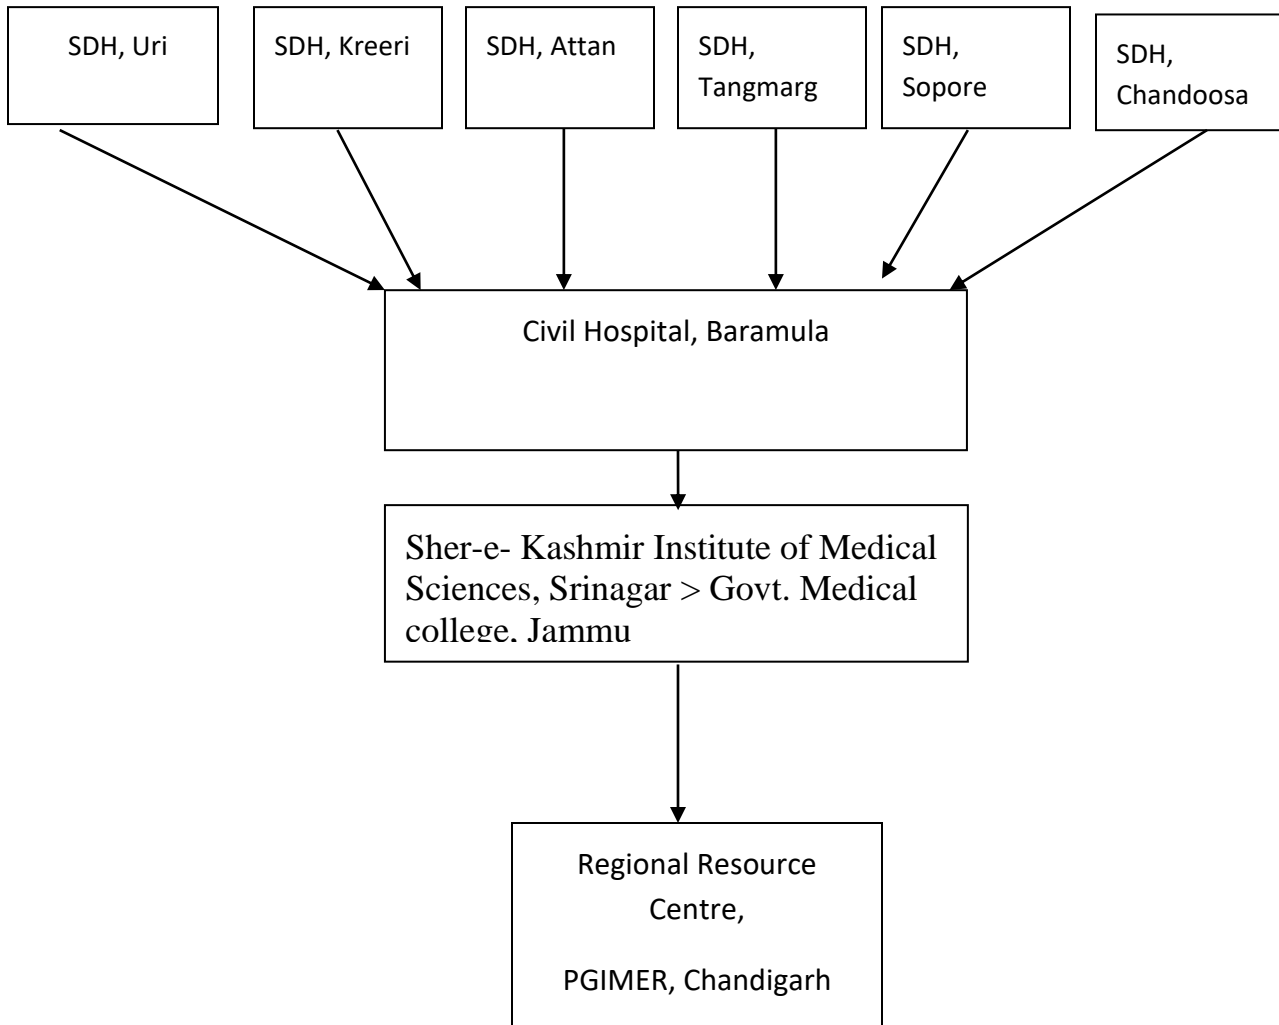 SDH, Uri
SDH, Kreeri
SDH, Attan
SDH,
Tangmarg
SDH,
Sopore
SDH,
Chandoosa
Civil Hospital, Baramula
Sher-e- Kashmir Institute of Medical
Sciences, Srinagar > Govt. Medical
college, Jammu
Regional Resource
Centre,
PGIMER, Chandigarh